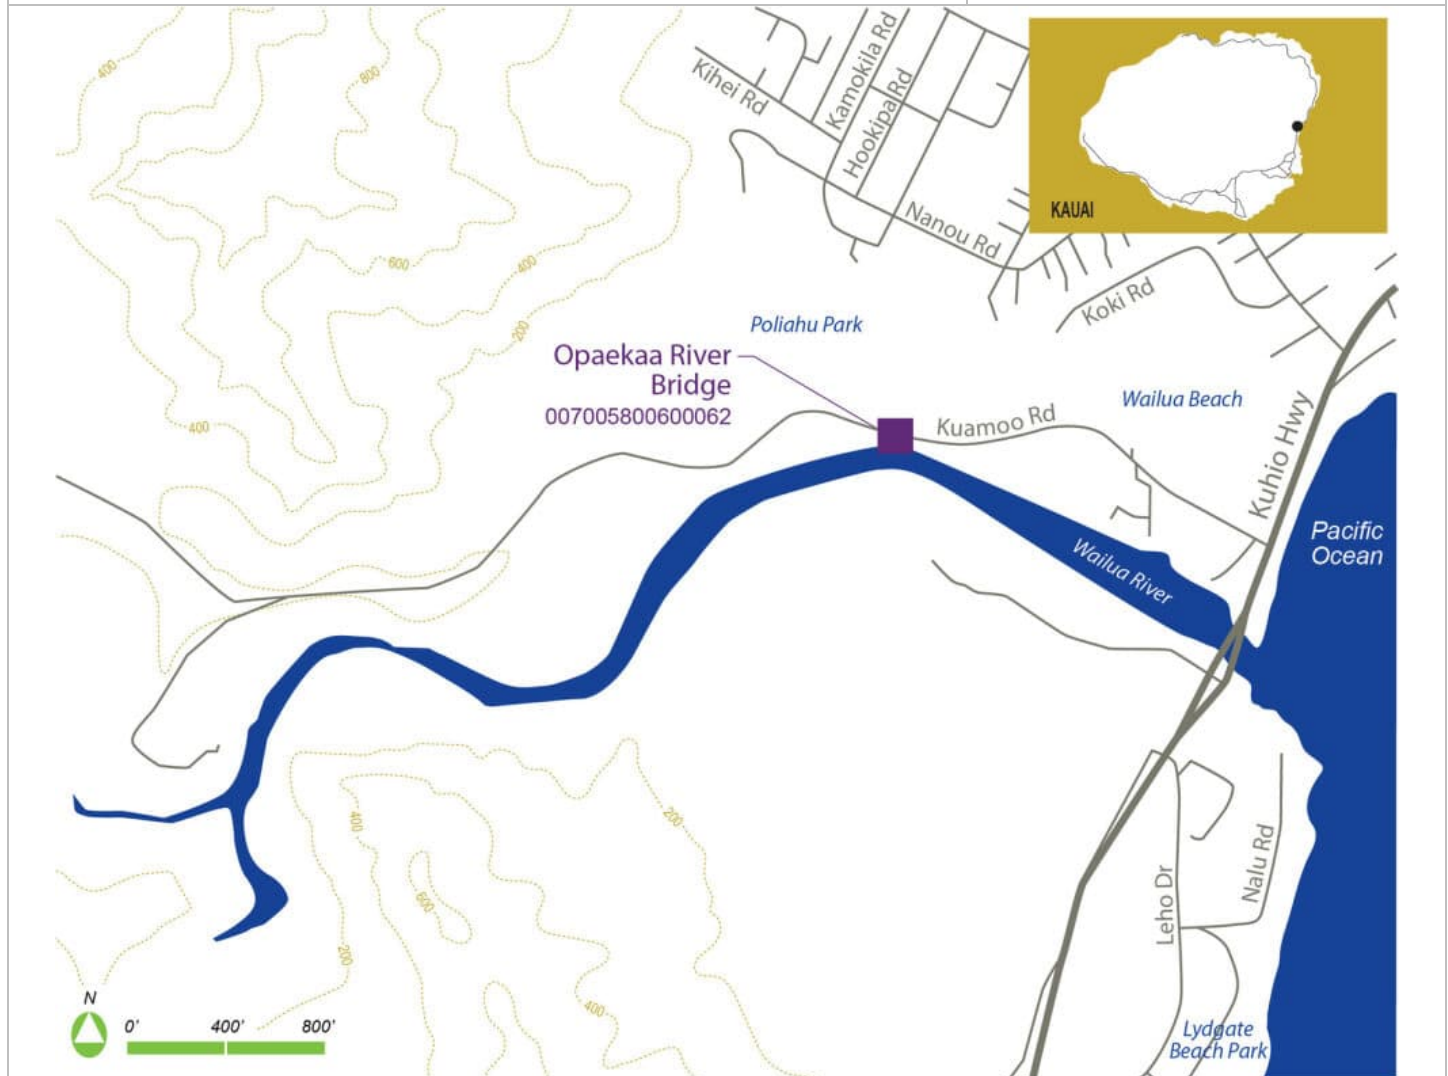 400
800
Kihei Rd
Kamokila Rd
Hookipa Rd
KAUAI
Nanou Rd
600
400
200
Koki Rd
Poliahu Park
Opaekaa River
Bridge
007005800600062
Wailua Beach
Kuamoo Rd
400
Kuhio Hwy
Pacific
Ocean
Wailua River
400
200
600
200
400
Leho Dr
Nalu Rd
N
0' 400' 800'
Lydgate
Beach Park